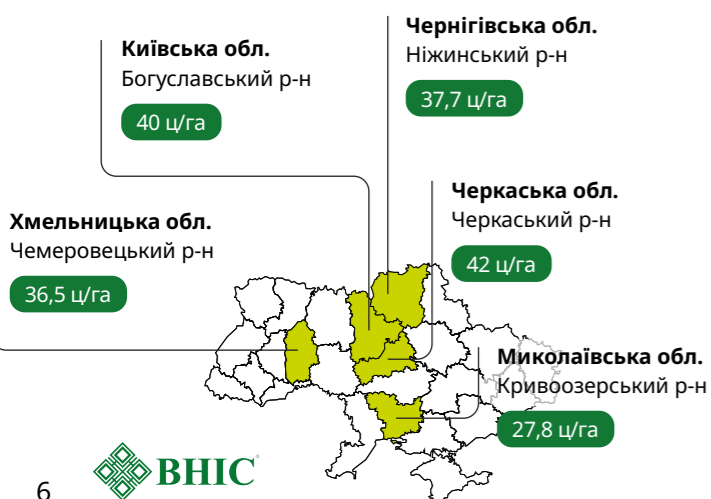 Чернігівська обл.
Ніжинський р-н
37,7 ц/га
Київська обл.
Богуславський р-н
40 ц/га
Черкаська обл.
Черкаський р-н
42 ц/га
Хмельницька обл.
Чемеровецький р-н
36,5 ц/га
Миколаївська обл.
Кривоозерський р-н
27,8 ц/га
6
ВНІС